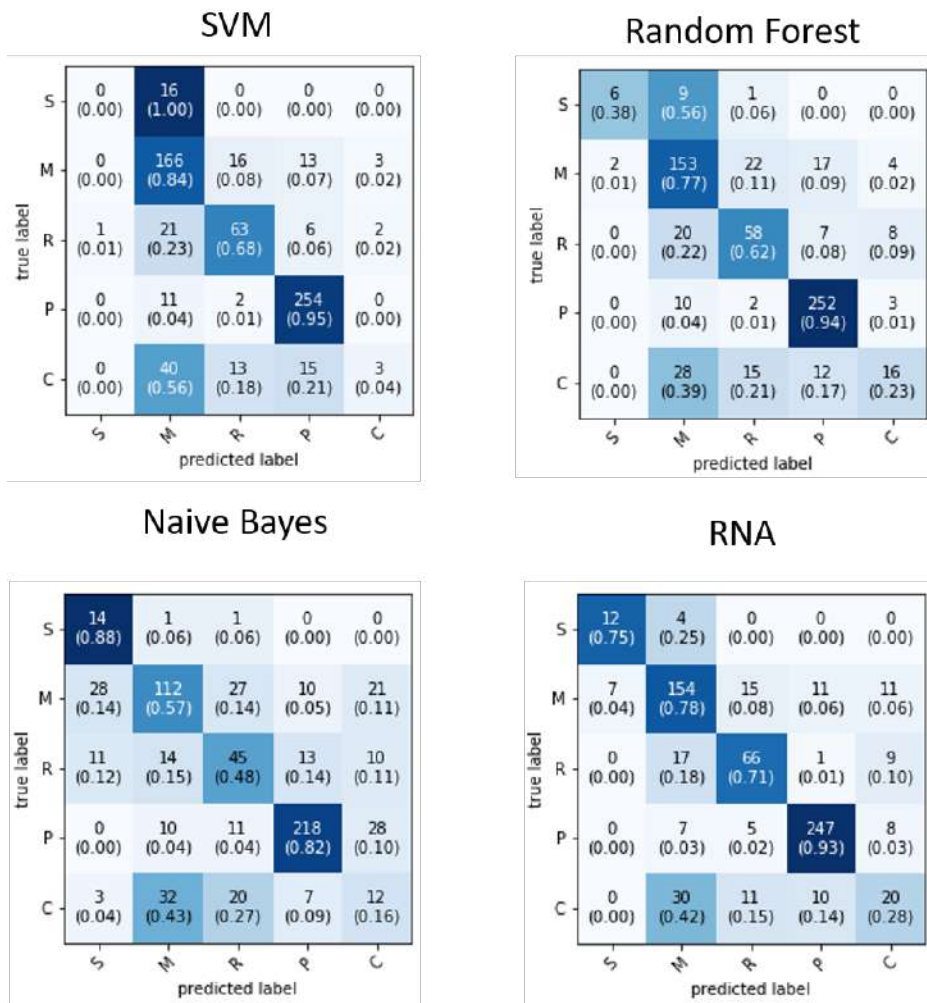 SVM
Random Forest
true label
S
0 16 0 0 0
(0.00) (1.00) (0.00) (0.00) (0.00)
M
0 166 16 13 3
(0.00) (0.84) (0.08) (0.07) (0.02)
R
1 21 63 6 2
(0.01) (0.23) (0.68) (0.06) (0.02)
P
0 11 2 254 0
(0.00) (0.04) (0.01) (0.95) (0.00)
C
0 40 13 15 3
(0.00) (0.56) (0.18) (0.21) (0.04)
S M R P C
predicted label
true label
S
6 9 1 0 0
(0.38) (0.56) (0.06) (0.00) (0.00)
M
2 153 22 17 4
(0.01) (0.77) (0.11) (0.09) (0.02)
R
0 20 58 7 8
(0.00) (0.22) (0.62) (0.08) (0.09)
P
0 10 2 252 3
(0.00) (0.04) (0.01) (0.94) (0.01)
C
0 28 15 12 16
(0.00) (0.39) (0.21) (0.17) (0.23)
S M R P C
predicted label
Naive Bayes
RNA
true label
S
14 1 1 0 0
(0.88) (0.06) (0.06) (0.00) (0.00)
M
28 112 27 10 21
(0.14) (0.57) (0.14) (0.05) (0.11)
R
11 14 45 13 10
(0.12) (0.15) (0.48) (0.14) (0.11)
P
0 10 11 218 28
(0.00) (0.04) (0.04) (0.82) (0.10)
C
3 32 20 7 12
(0.04) (0.43) (0.27) (0.09) (0.16)
S M R P C
predicted label
true label
S
12 4 0 0 0
(0.75) (0.25) (0.00) (0.00) (0.00)
M
7 154 15 11 11
(0.04) (0.78) (0.08) (0.06) (0.06)
R
0 17 66 1 9
(0.00) (0.18) (0.71) (0.01) (0.10)
P
0 7 5 247 8
(0.00) (0.03) (0.02) (0.93) (0.03)
C
0 30 11 10 20
(0.00) (0.42) (0.15) (0.14) (0.28)
S M R P C
predicted label